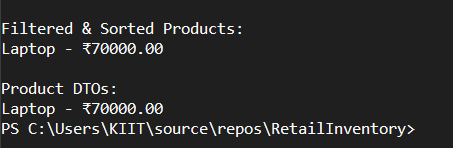 Filtered & Sorted Products:
Laptop - ₹70000.00
Product DTOs:
Laptop - ₹70000.00
PS C:\Users\KIIT\source\repos\RetailInventory>